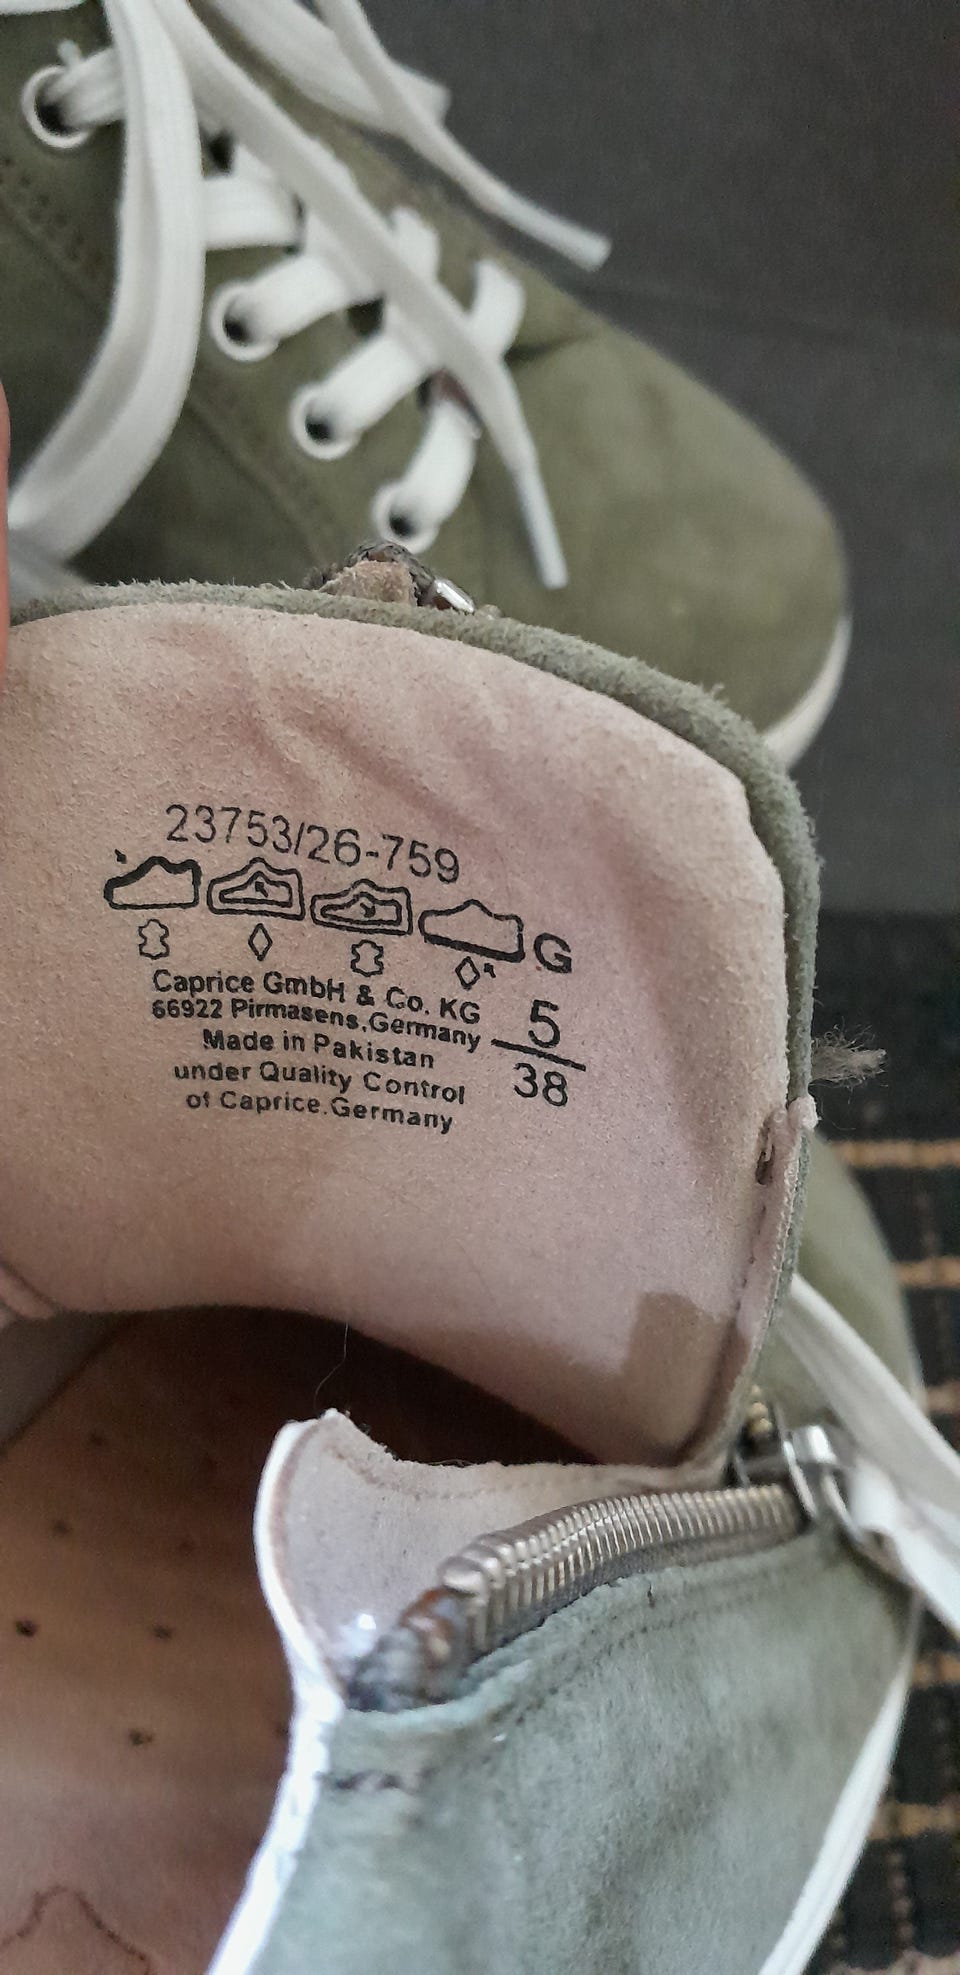 23753/26-759
G
Caprice GmbH & Co. KG
66922 Pirmasens,Germany
Made in Pakistan
under Quality Control
of Caprice.Germany
5
38